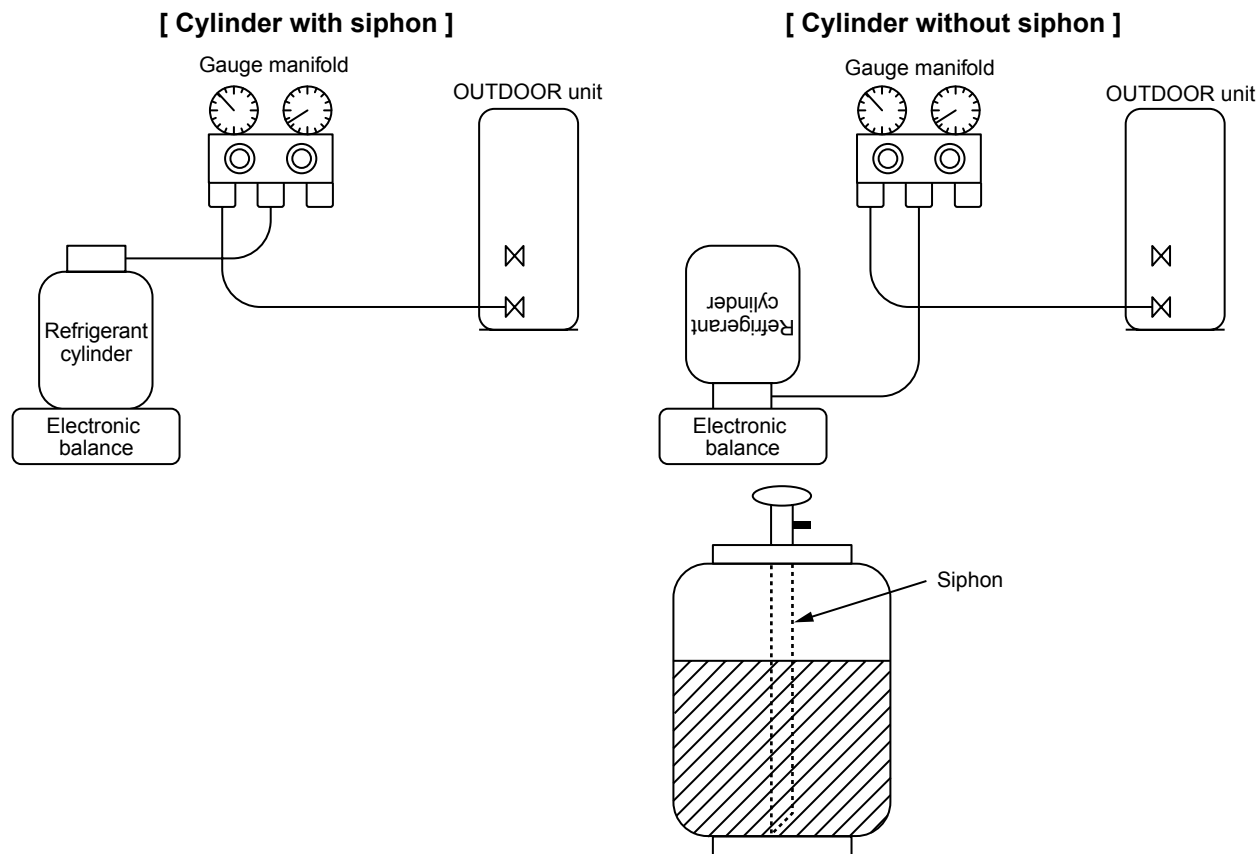 [ Cylinder with siphon ]
Gauge manifold
OUTDOOR unit
Refrigerant
cylinder
Electronic
balance
[ Cylinder without siphon ]
Gauge manifold
OUTDOOR unit
Refrigerant
cylinder
Electronic
balance
Siphon